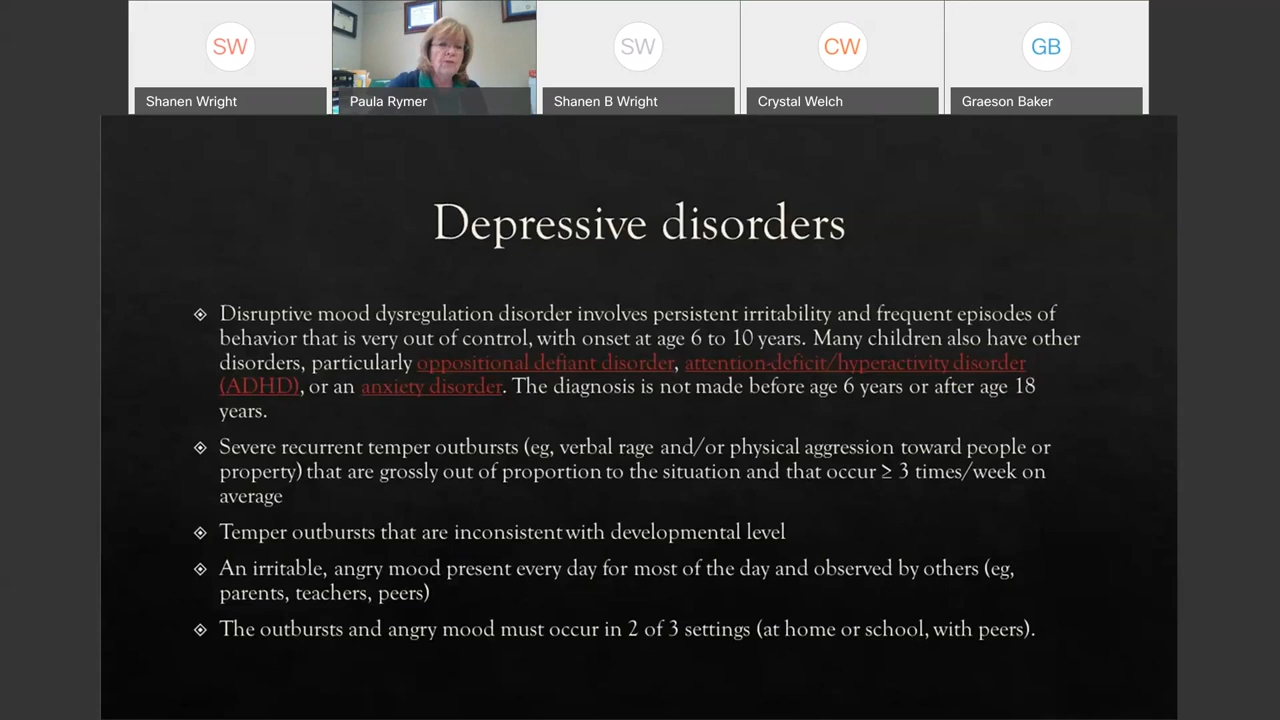 SW
SW
CW
GB
Shanen Wright
Paula Rymer
Shanen B Wright
Crystal Welch
Graeson Baker
Depressive disorders
Disruptive mood dysregulation disorder involves persistent irritability and frequent episodes of
behavior that is very out of control, with onset at age 6 to 10 years. Many children also have other
disorders, particularly oppositional defiant disorder, attention-deficit/hyperactivity disorder
(ADHD), or an anxiety disorder. The diagnosis is not made before age 6 years or after age 18
years.
Severe recurrent temper outbursts (eg, verbal rage and/or physical aggression toward people or
property) that are grossly out of proportion to the situation and that occur ≥ 3 times/week on
average
Temper outbursts that are inconsistent with developmental level
An irritable, angry mood present every day for most of the day and observed by others (eg,
parents, teachers, peers)
The outbursts and angry mood must occur in 2 of 3 settings (at home or school, with peers).